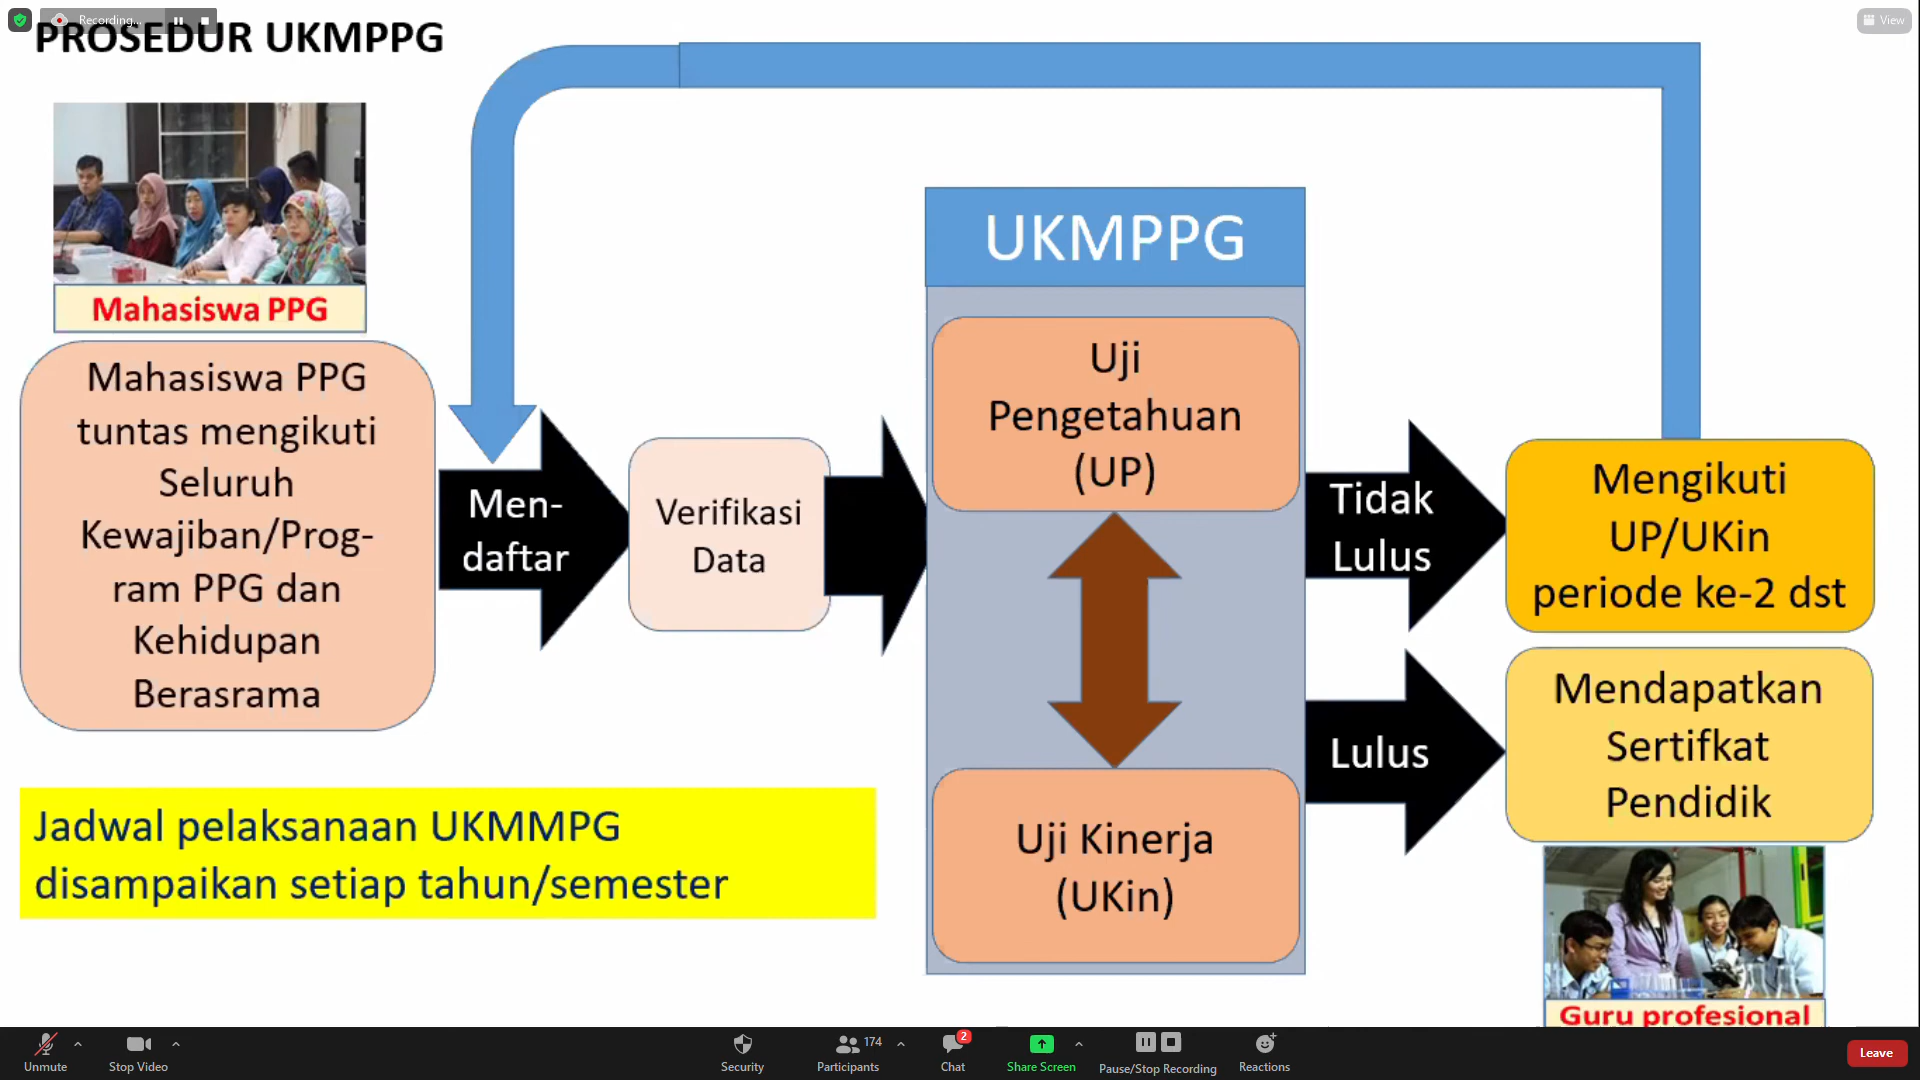 Recording...
View
PROSEDUR UKMPPG
Mahasiswa PPG
Mahasiswa PPG
tuntas mengikuti
Seluruh
Kewajiban/Prog-
ram PPG dan
Kehidupan
Berasrama
Men-
daftar
Verifikasi
Data
UKMPPG
Uji
Pengetahuan
(UP)
Uji Kinerja
(UKin)
Tidak
Lulus
Lulus
Mengikuti
UP/UKin
periode ke-2 dst
Mendapatkan
Sertifkat
Pendidik
Guru profesional
Jadwal pelaksanaan UKMMPG
disampaikan setiap tahun/semester
Unmute
Stop Video
Security
174
Participants
2
Chat
Share Screen
Pause/Stop Recording
Reactions
Leave